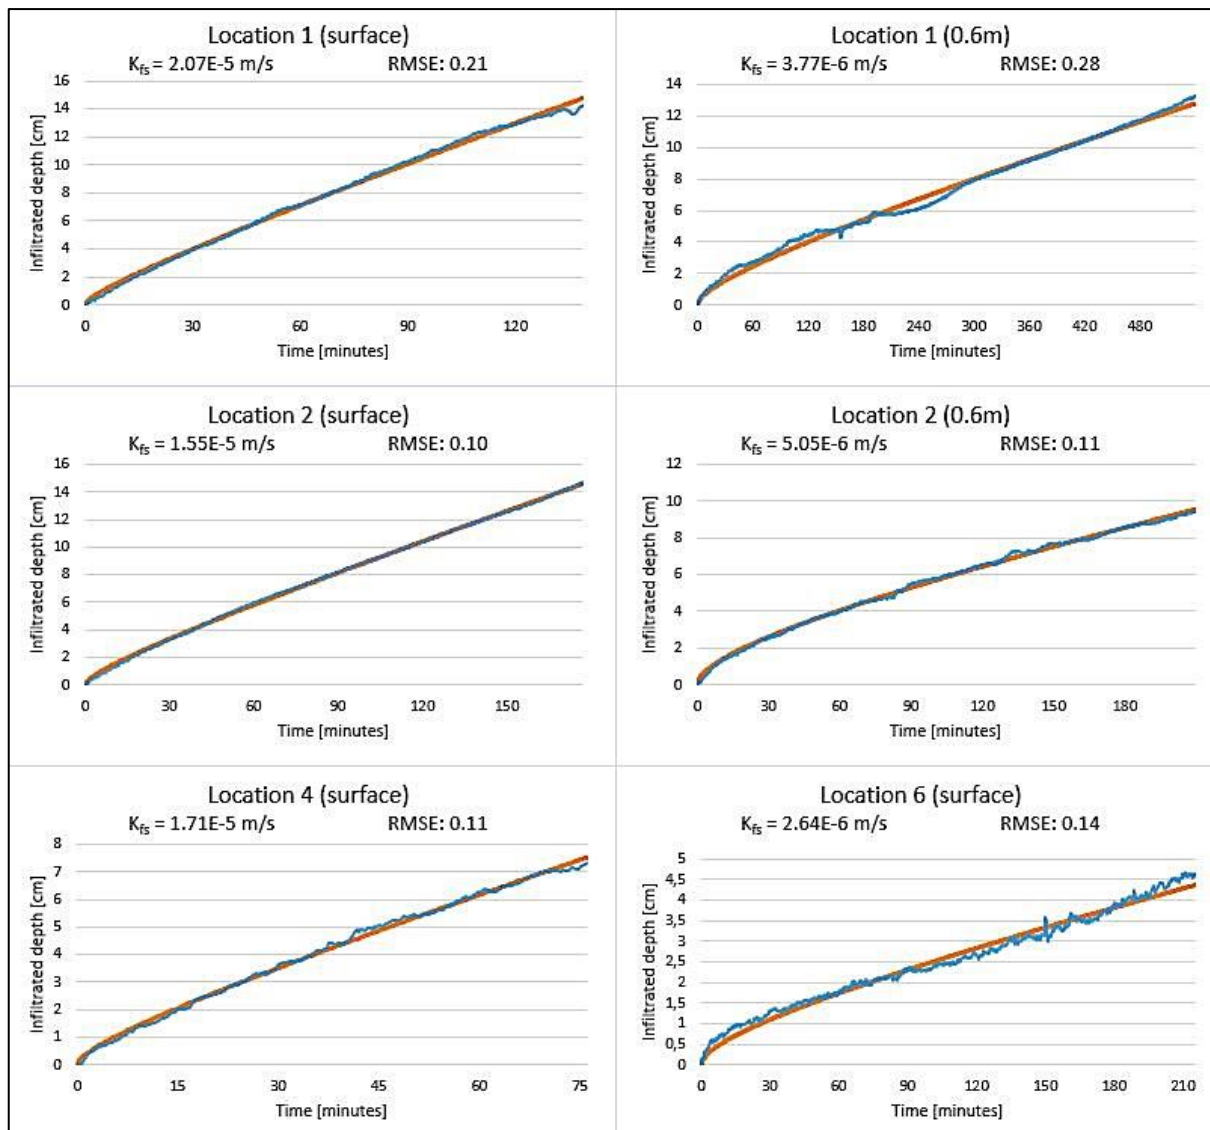 Location 1 (surface)
Kfs = 2.07E-5 m/s RMSE: 0.21
16
14
12
10
8
6
4
2
0
Infiltrated depth [cm]
0 30 60 90 120
Time [minutes]
Location 1 (0.6m)
Kfs = 3.77E-6 m/s RMSE: 0.28
14
12
10
8
6
4
2
0
Infiltrated depth [cm]
0 60 120 180 240 300 360 420 480
Time [minutes]
Location 2 (surface)
Kfs = 1.55E-5 m/s RMSE: 0.10
16
14
12
10
8
6
4
2
0
Infiltrated depth [cm]
0 30 60 90 120 150
Time [minutes]
Location 2 (0.6m)
Kfs = 5.05E-6 m/s RMSE: 0.11
12
10
8
6
4
2
0
Infiltrated depth [cm]
0 30 60 90 120 150 180
Time [minutes]
Location 4 (surface)
Kfs = 1.71E-5 m/s RMSE: 0.11
8
7
6
5
4
3
2
1
0
Infiltrated depth [cm]
0 15 30 45 60 75
Time [minutes]
Location 6 (surface)
Kfs = 2.64E-6 m/s RMSE: 0.14
5
4,5
4
3,5
3
2,5
2
1,5
1
0,5
0
Infiltrated depth [cm]
0 30 60 90 120 150 180 210
Time [minutes]